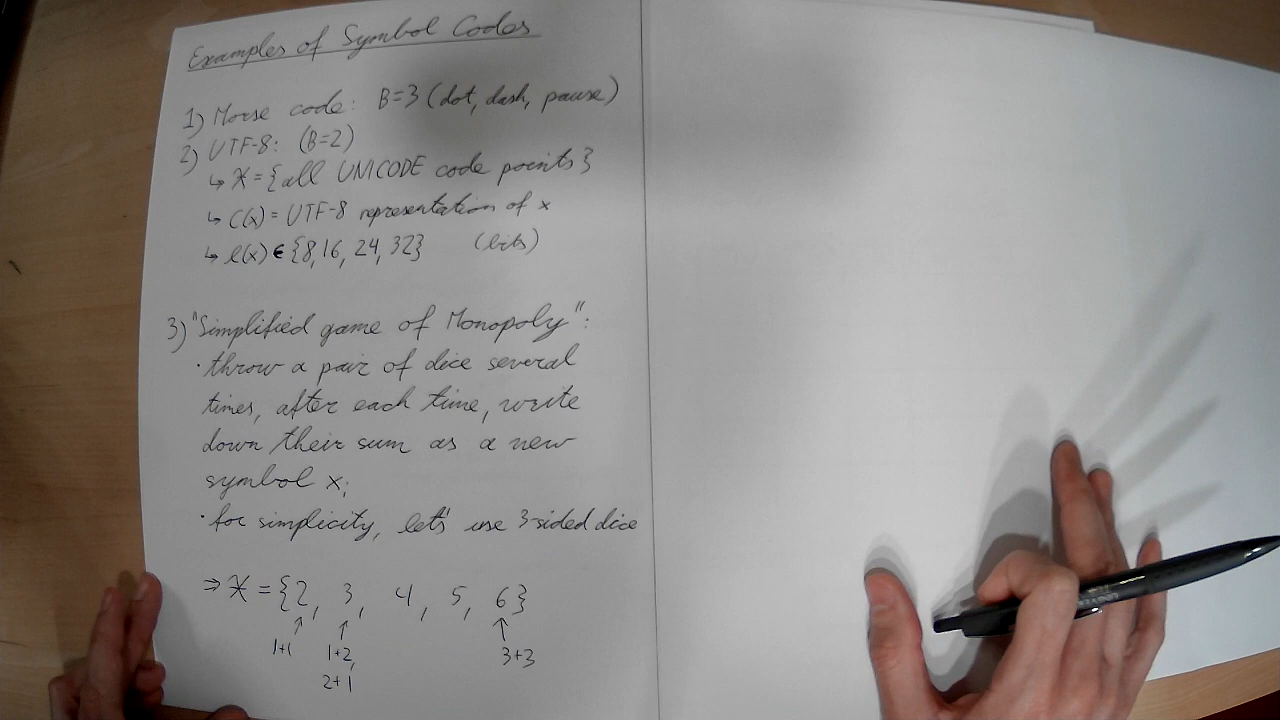 Examples of Symbol Codes
1) Morse code: B=3 (dot, dash, pause)
2) UTF-8: (B=2)
↳ 𝒳 = {all UNICODE code points}
↳ C(x) = UTF-8 representation of x
↳ ℓ(x) ∈ {8,16, 24, 32} (bits)
3) "Simplified game of Monopoly":
· throw a pair of dice several
times, after each time, write
down their sum as a new
symbol xᵢ
· for simplicity, let's use 3-sided dice
⇒ 𝒳 = {2, 3, 4, 5, 6}
↑ ↑ ↑
1+1 1+2, 3+3
2+1